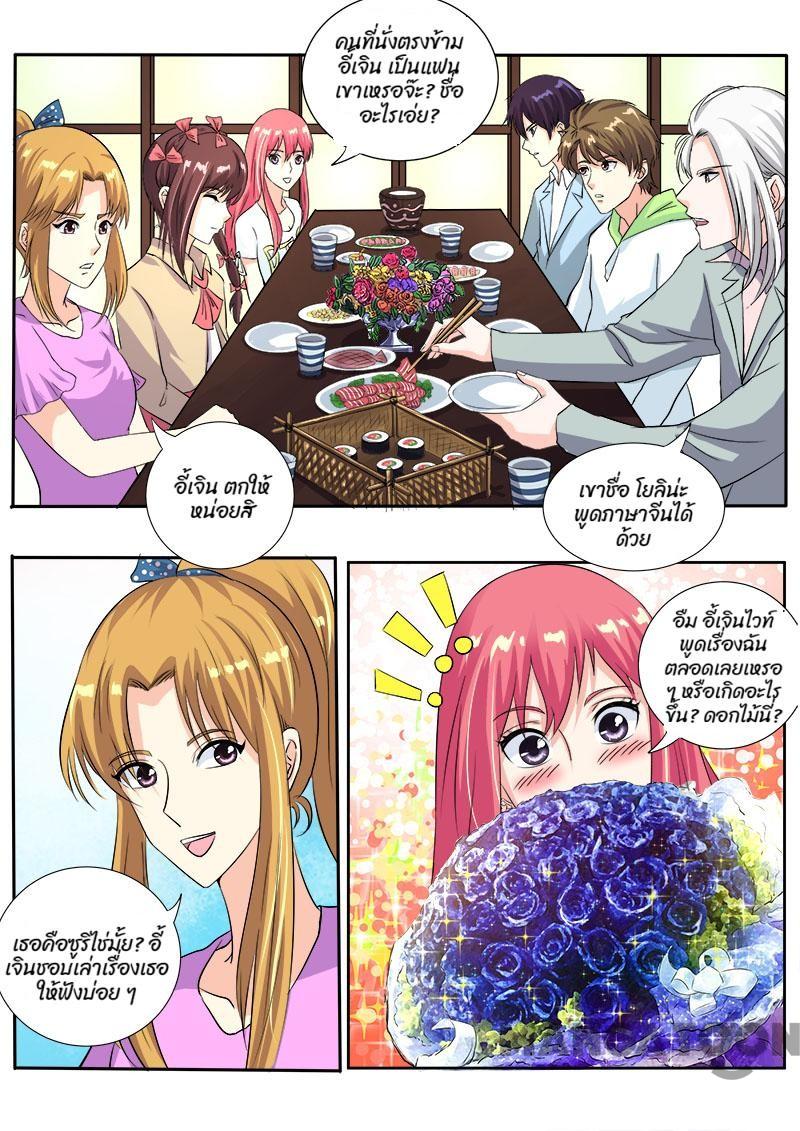 คนที่นั่งตรงข้าม
อี้เจิน เป็นแฟน
เขาเหรอจ๊ะ? ชื่อ
อะไรเอ่ย?
อี้เจิน ตกให้
หน่อยสิ
เขาชื่อ โยลิน่ะ
พูดภาษาจีนได้
ด้วย
เธอคือซูริใช่มั้ย? อี้
เจินชอบเล่าเรื่องเธอ
ให้ฟังบ่อย ๆ
อืม อี้เจินไวท์
พูดเรื่องฉัน
ตลอดเลยเหรอ
หรือเกิดอะไร
ขึ้น? ดอกไม้นี่?